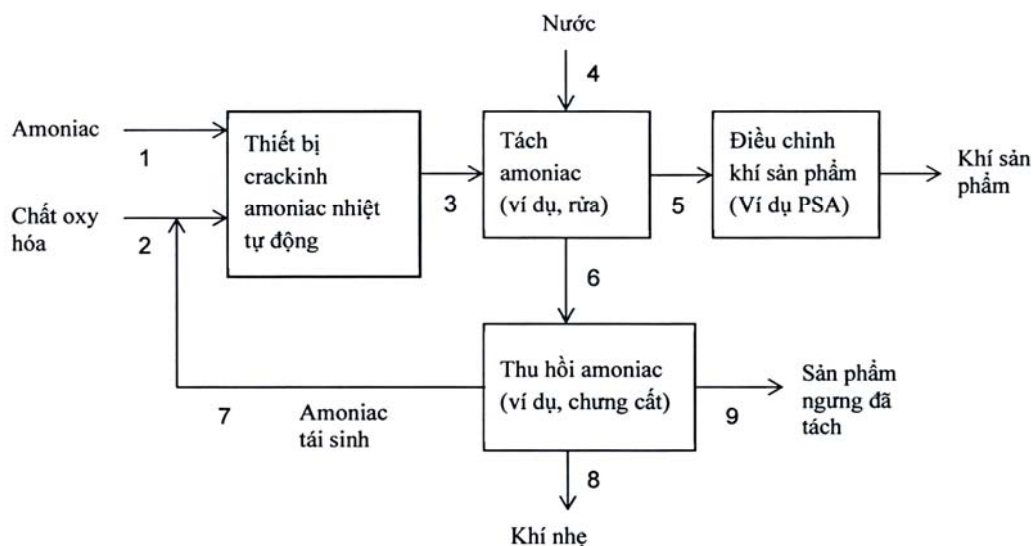 Nước
4
Amoniac
1
Chất oxy
hóa
2
Thiết bị
crackinh
amoniac nhiệt
tự động
3
Tách
amoniac
(ví dụ, rửa)
5
Điều chỉnh
khí sản phẩm
(Ví dụ PSA)
Khí sản
phẩm
6
Thu hồi amoniac
(ví dụ, chưng cất)
7
Amoniac
tái sinh
9
Sản phẩm
ngưng đã
tách
8
Khí nhẹ